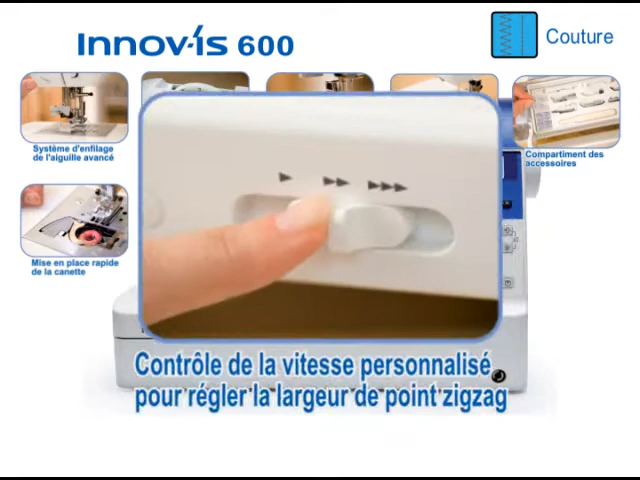 INNOV-ÍS 600
Couture
Système d'enfilage
de l'aiguille avancé
Compartiment des
accessoires
Mise en place rapide
de la canette
Contrôle de la vitesse personnalisé
pour régler la largeur de point zigzag